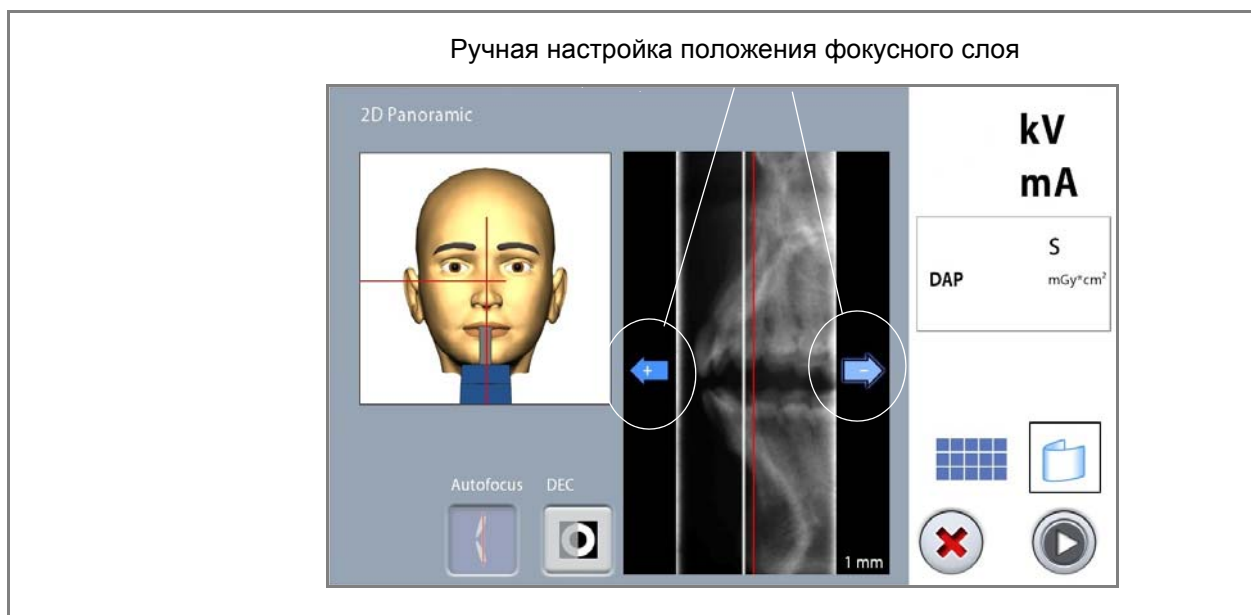 Ручная настройка положения фокусного слоя
2D Panoramic
kV
mA
S
DAP mGy*cm²
+
−
Autofocus DEC
1 mm